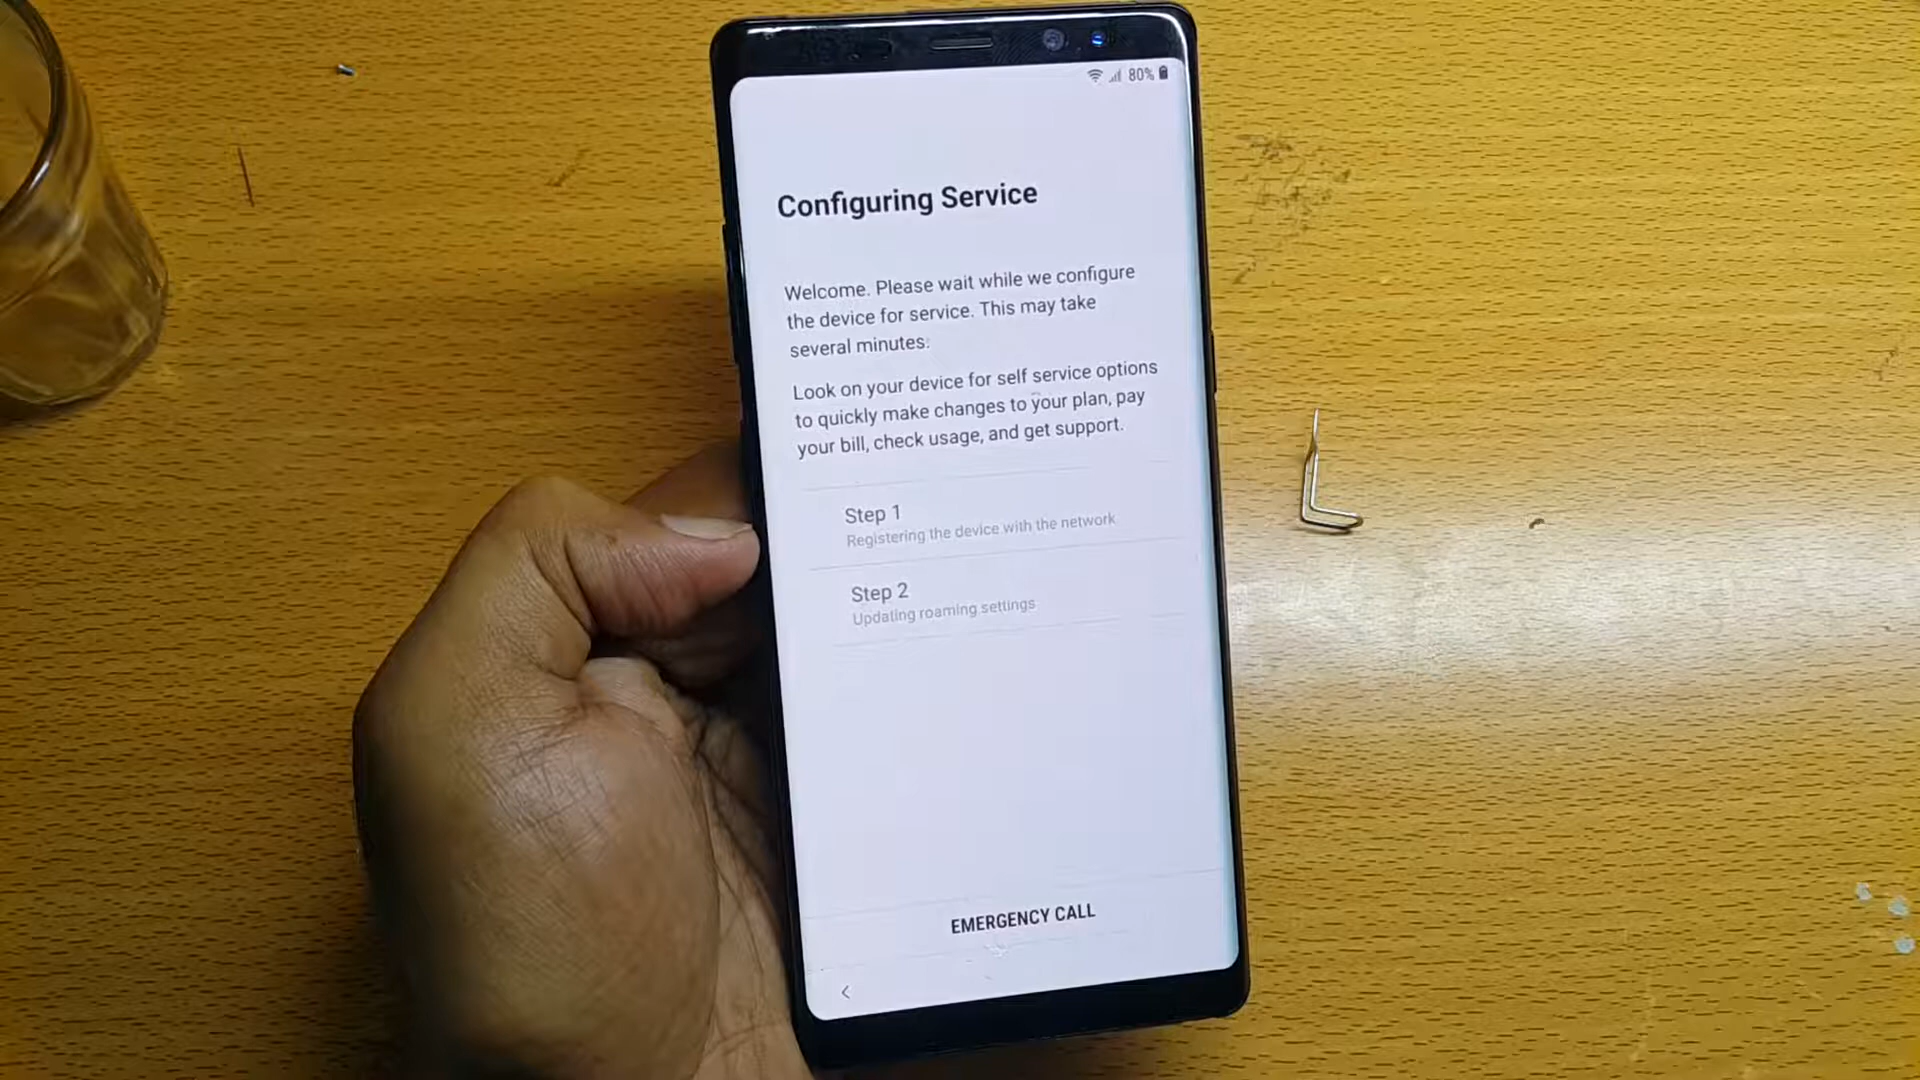 80%
Configuring Service
Welcome. Please wait while we configure
the device for service. This may take
several minutes.
Look on your device for self service options
to quickly make changes to your plan, pay
your bill, check usage, and get support.
Step 1
Registering the device with the network
Step 2
Updating roaming settings
EMERGENCY CALL